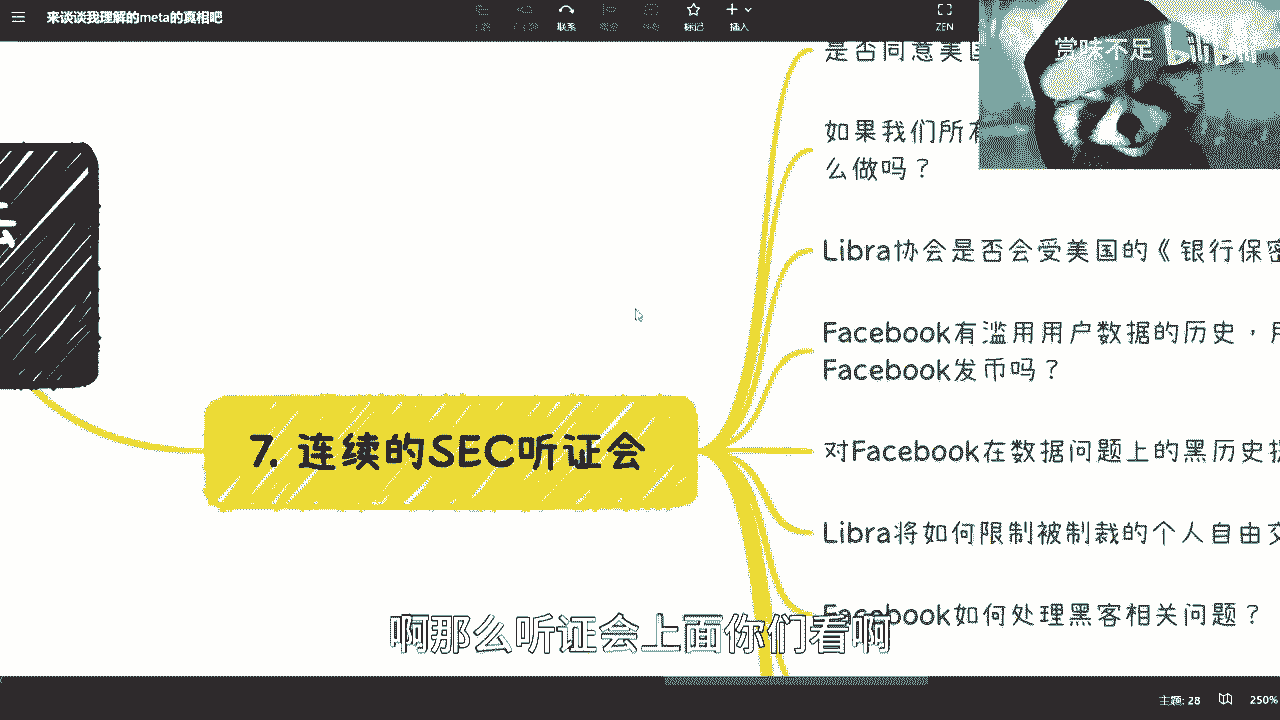 来谈谈我理解的meta的真相吧
联系
标记
插入
ZEN
赏味不足 bilibili
是否同意美国
如果我们所有
么做吗？
Libra协会是否会受美国的《银行保密
Facebook有滥用用户数据的历史，用
Facebook发币吗？
对Facebook在数据问题上的黑历史
7. 连续的SEC听证会
Libra将如何限制被制裁的个人自由交
Facebook如何处理黑客相关问题？
啊那么听证会上面你们看啊
主题: 28
250%